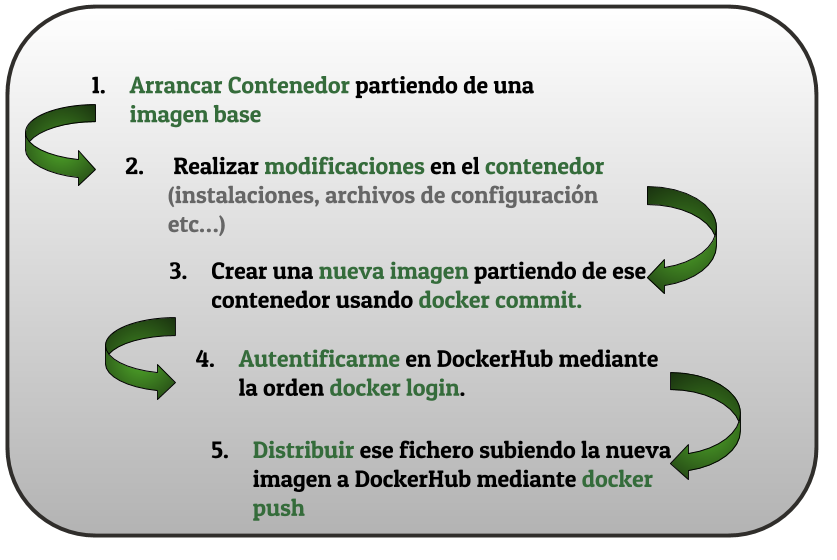 1. Arrancar Contenedor partiendo de una
imagen base
2. Realizar modificaciones en el contenedor
(instalaciones, archivos de configuración
etc...)
3. Crear una nueva imagen partiendo de ese
contenedor usando docker commit.
4. Autentificarme en DockerHub mediante
la orden docker login.
5. Distribuir ese fichero subiendo la nueva
imagen a DockerHub mediante docker
push